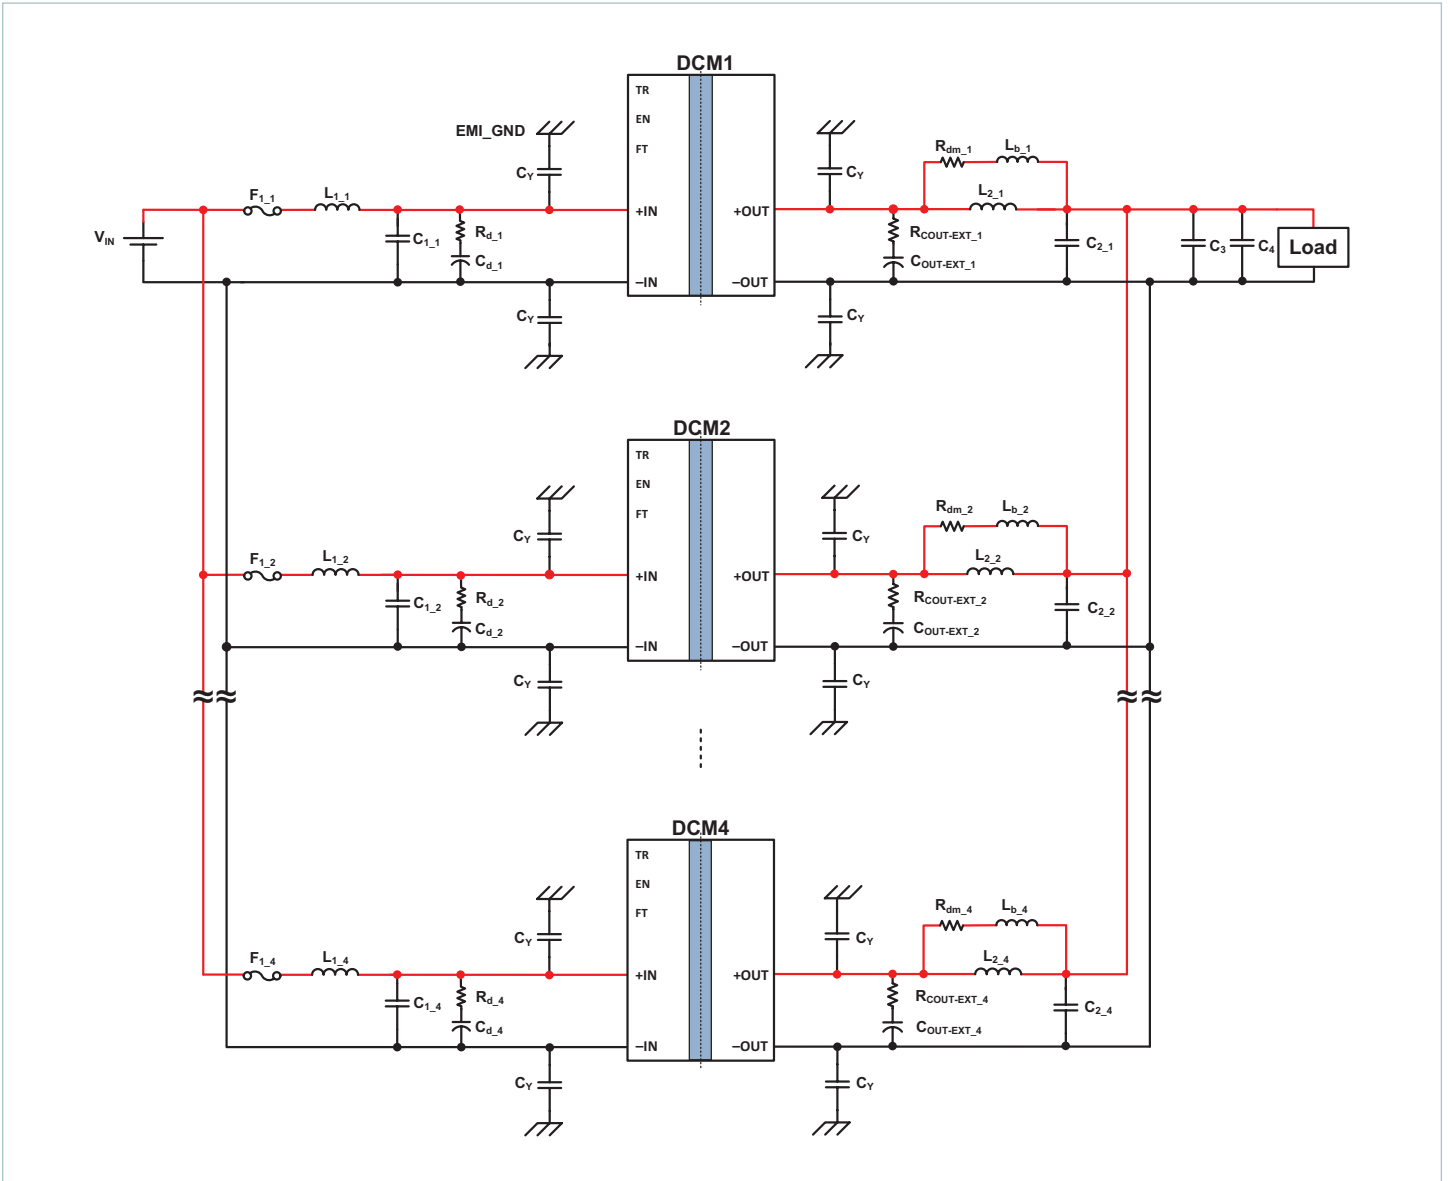 DCM1
TR
EN
FT
+IN
–IN
+OUT
–OUT
EMI_GND
CY
CY
CY
CY
VIN
F1_1
L1_1
C1_1
Rd_1
Cd_1
RCOUT-EXT_1
COUT-EXT_1
Rdm_1
Lb_1
L2_1
C2_1
C3
C4
Load
DCM2
TR
EN
FT
+IN
–IN
+OUT
–OUT
CY
CY
CY
CY
F1_2
L1_2
C1_2
Rd_2
Cd_2
RCOUT-EXT_2
COUT-EXT_2
Rdm_2
Lb_2
L2_2
C2_2
DCM4
TR
EN
FT
+IN
–IN
+OUT
–OUT
CY
CY
CY
CY
F1_4
L1_4
C1_4
Rd_4
Cd_4
RCOUT-EXT_4
COUT-EXT_4
Rdm_4
Lb_4
L2_4
C2_4